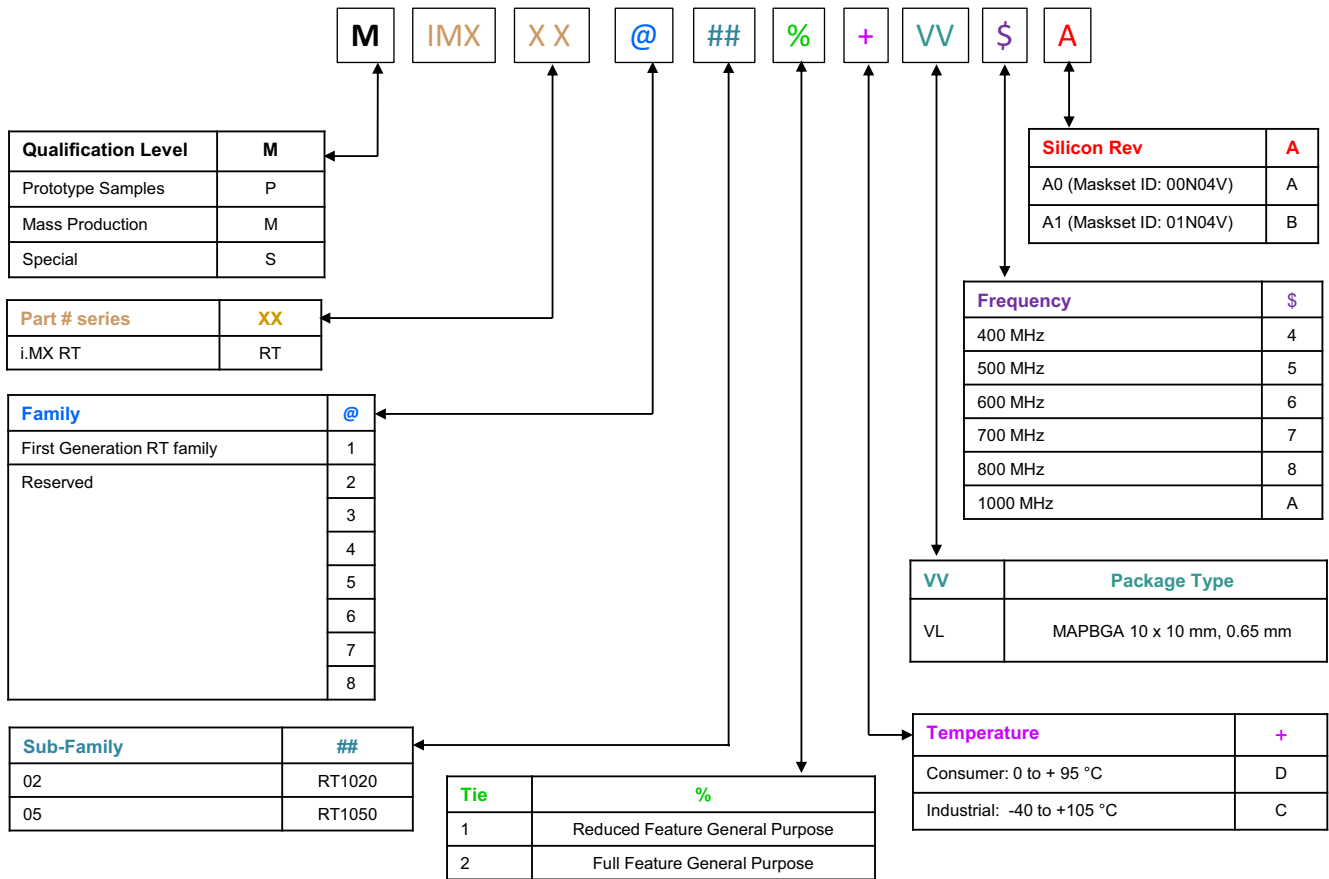 M IMX X X @ ## % + VV $ A
Qualification Level M
Prototype Samples P
Mass Production M
Special S
Part # series XX
i.MX RT RT
Family @
First Generation RT family 1
Reserved 2
3
4
5
6
7
8
Sub-Family ##
02 RT1020
05 RT1050
Tie %
1 Reduced Feature General Purpose
2 Full Feature General Purpose
Silicon Rev A
A0 (Maskset ID: 00N04V) A
A1 (Maskset ID: 01N04V) B
Frequency $
400 MHz 4
500 MHz 5
600 MHz 6
700 MHz 7
800 MHz 8
1000 MHz A
VV Package Type
VL MAPBGA 10 x 10 mm, 0.65 mm
Temperature +
Consumer: 0 to + 95 °C D
Industrial: -40 to +105 °C C